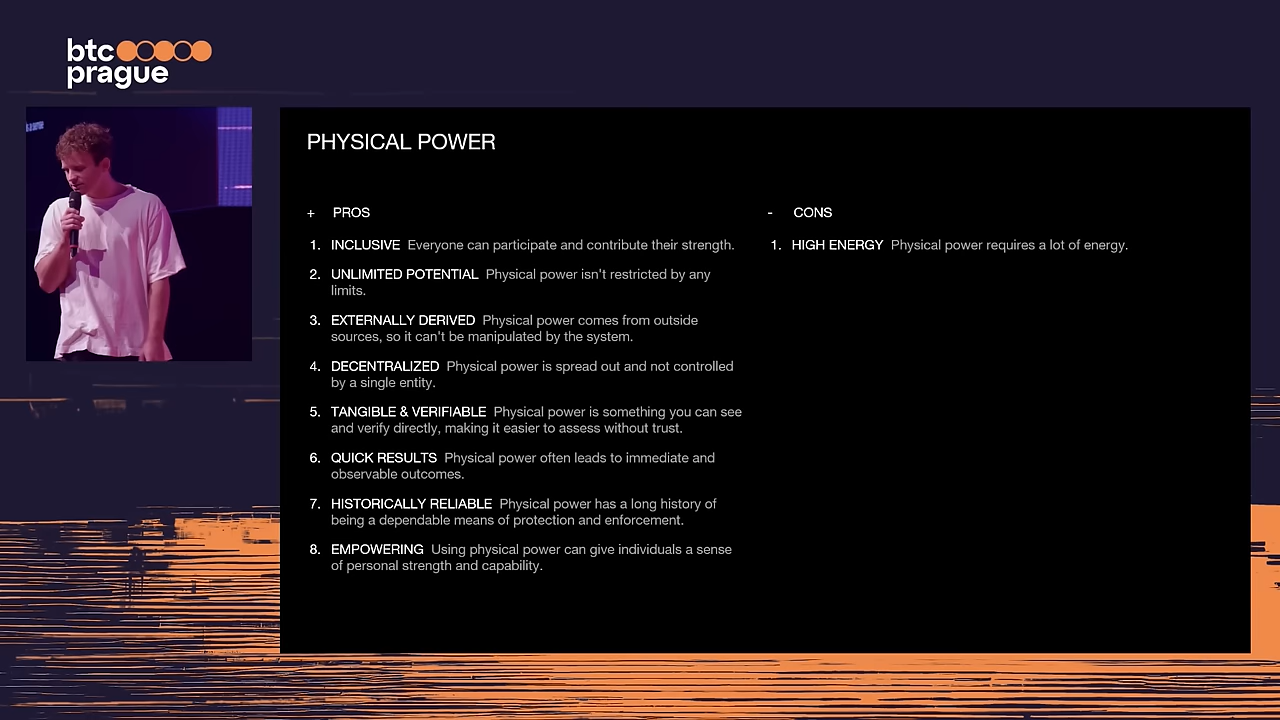 btc
prague
PHYSICAL POWER
+ PROS
1. INCLUSIVE Everyone can participate and contribute their strength.
2. UNLIMITED POTENTIAL Physical power isn't restricted by any
limits.
3. EXTERNALLY DERIVED Physical power comes from outside
sources, so it can't be manipulated by the system.
4. DECENTRALIZED Physical power is spread out and not controlled
by a single entity.
5. TANGIBLE & VERIFIABLE Physical power is something you can see
and verify directly, making it easier to assess without trust.
6. QUICK RESULTS Physical power often leads to immediate and
observable outcomes.
7. HISTORICALLY RELIABLE Physical power has a long history of
being a dependable means of protection and enforcement.
8. EMPOWERING Using physical power can give individuals a sense
of personal strength and capability.
- CONS
1. HIGH ENERGY Physical power requires a lot of energy.